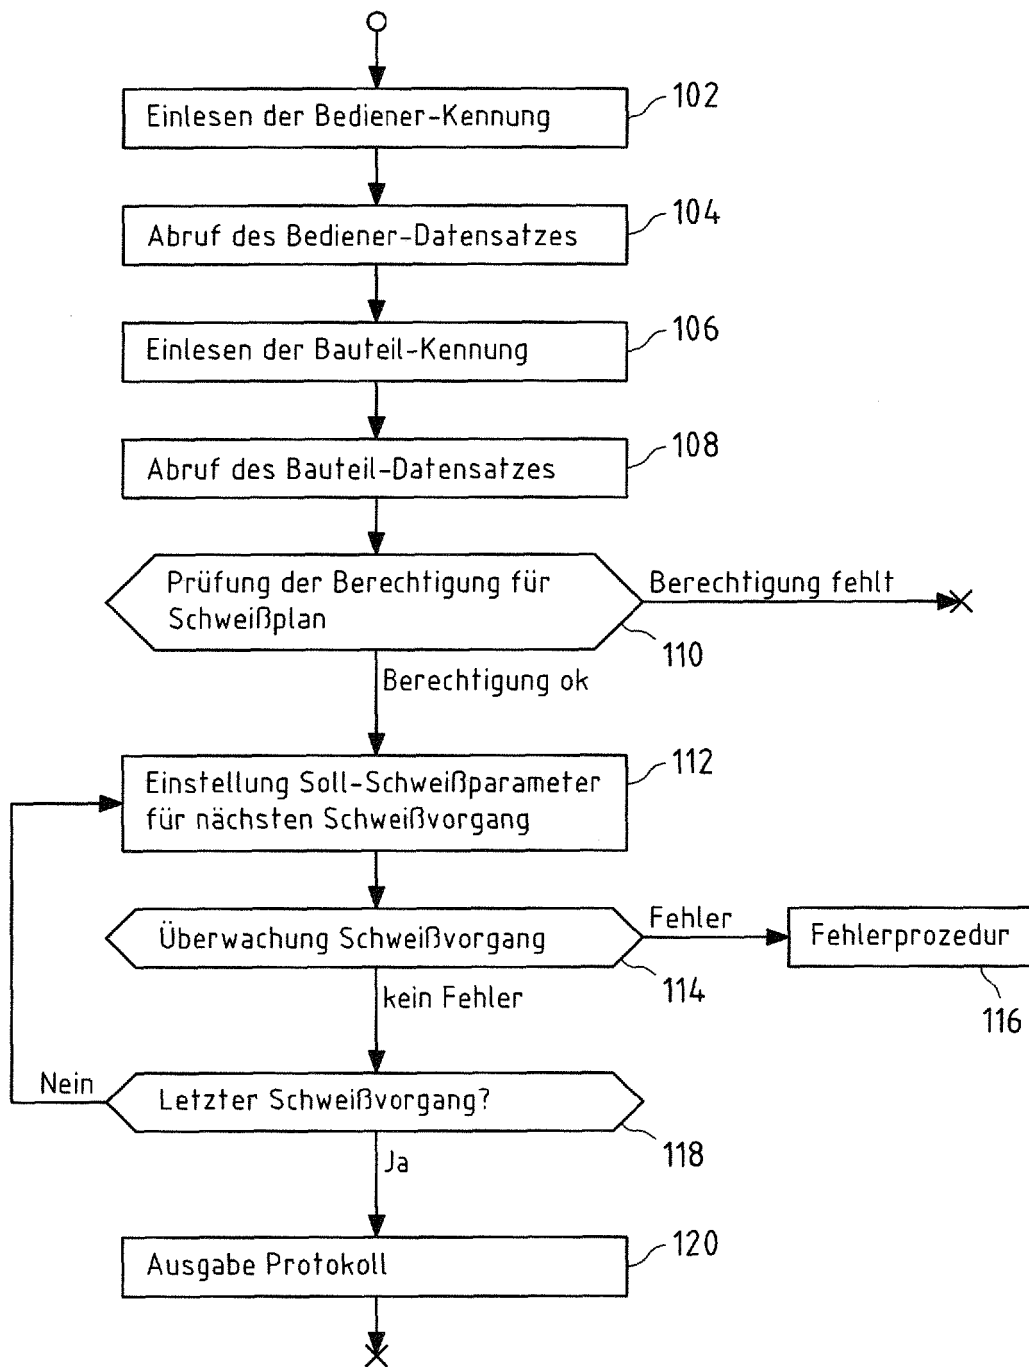 Einlesen der Bediener-Kennung
102
Abruf des Bediener-Datensatzes
104
Einlesen der Bauteil-Kennung
106
Abruf des Bauteil-Datensatzes
108
Prüfung der Berechtigung für
Schweißplan
Berechtigung fehlt
110
Berechtigung ok
Einstellung Soll-Schweißparameter
für nächsten Schweißvorgang
112
Überwachung Schweißvorgang
Fehler
Fehlerprozedur
114
116
kein Fehler
Nein
Letzter Schweißvorgang?
118
Ja
Ausgabe Protokoll
120